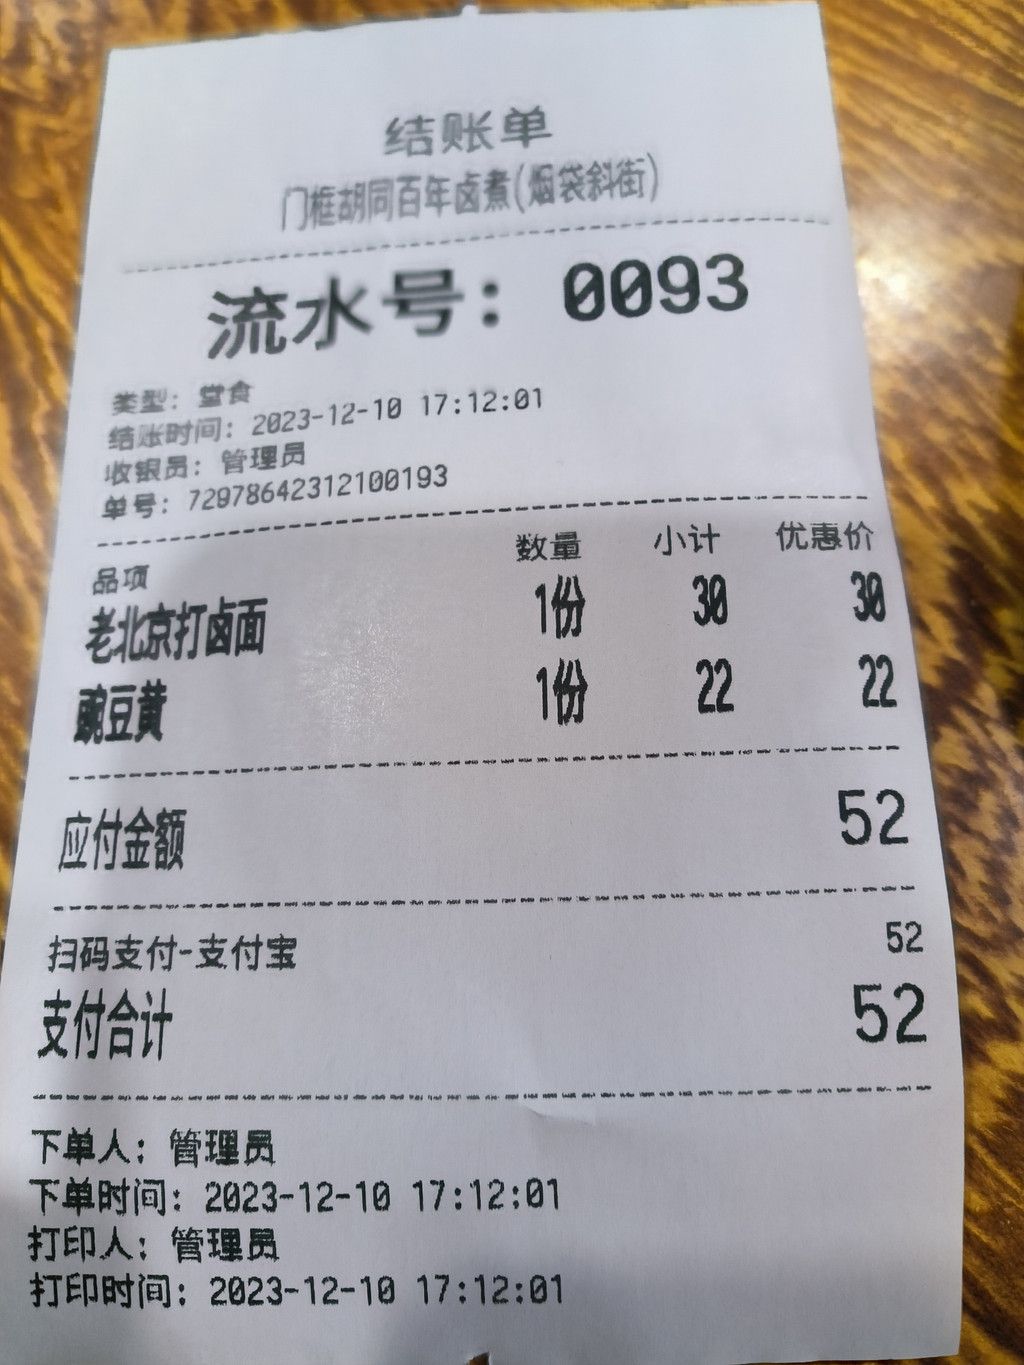 结账单
门框胡同百年卤煮(烟袋斜街)
流水号: 0093
类型: 堂食
结账时间: 2023-12-10 17:12:01
收银员: 管理员
单号: 72978642312100193
品项 数量 小计 优惠价
老北京打卤面 1份 30 30
豌豆黄 1份 22 22
应付金额 52
扫码支付-支付宝 52
支付合计 52
下单人: 管理员
下单时间: 2023-12-10 17:12:01
打印人: 管理员
打印时间: 2023-12-10 17:12:01